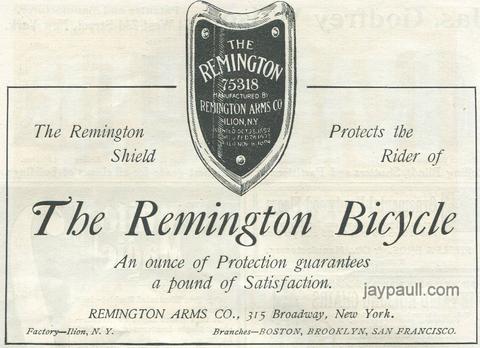 Jas. Godfrey
THE
REMINGTON
75318
MANUFACTURED BY
REMINGTON ARMS CO
ILION, N.Y.
The Remington
Shield
Protects the
Rider of
The Remington Bicycle
An ounce of Protection guarantees
a pound of Satisfaction.
jaypaull.com
REMINGTON ARMS CO., 315 Broadway, New York.
Factory—Ilion, N. Y.
Branches—BOSTON, BROOKLYN, SAN FRANCISCO.